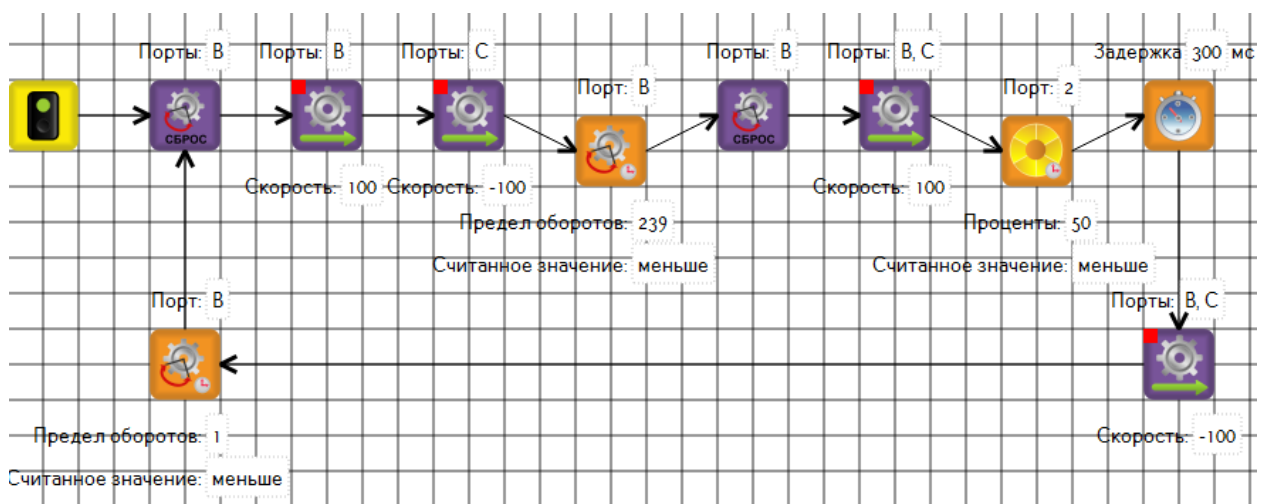 Порты: B
Порты: B
Порты: C
Порт: B
Порты: B
Порты: B, C
Порт: 2
Задержка 300 мс
СБРОС
СБРОС
Скорость: 100
Скорость: -100
Скорость: 100
Предел оборотов: 239
Проценты: 50
Считанное значение: меньше
Считанное значение: меньше
Порт: B
Порты: B, C
Предел оборотов: 1
Скорость: -100
Считанное значение: меньше